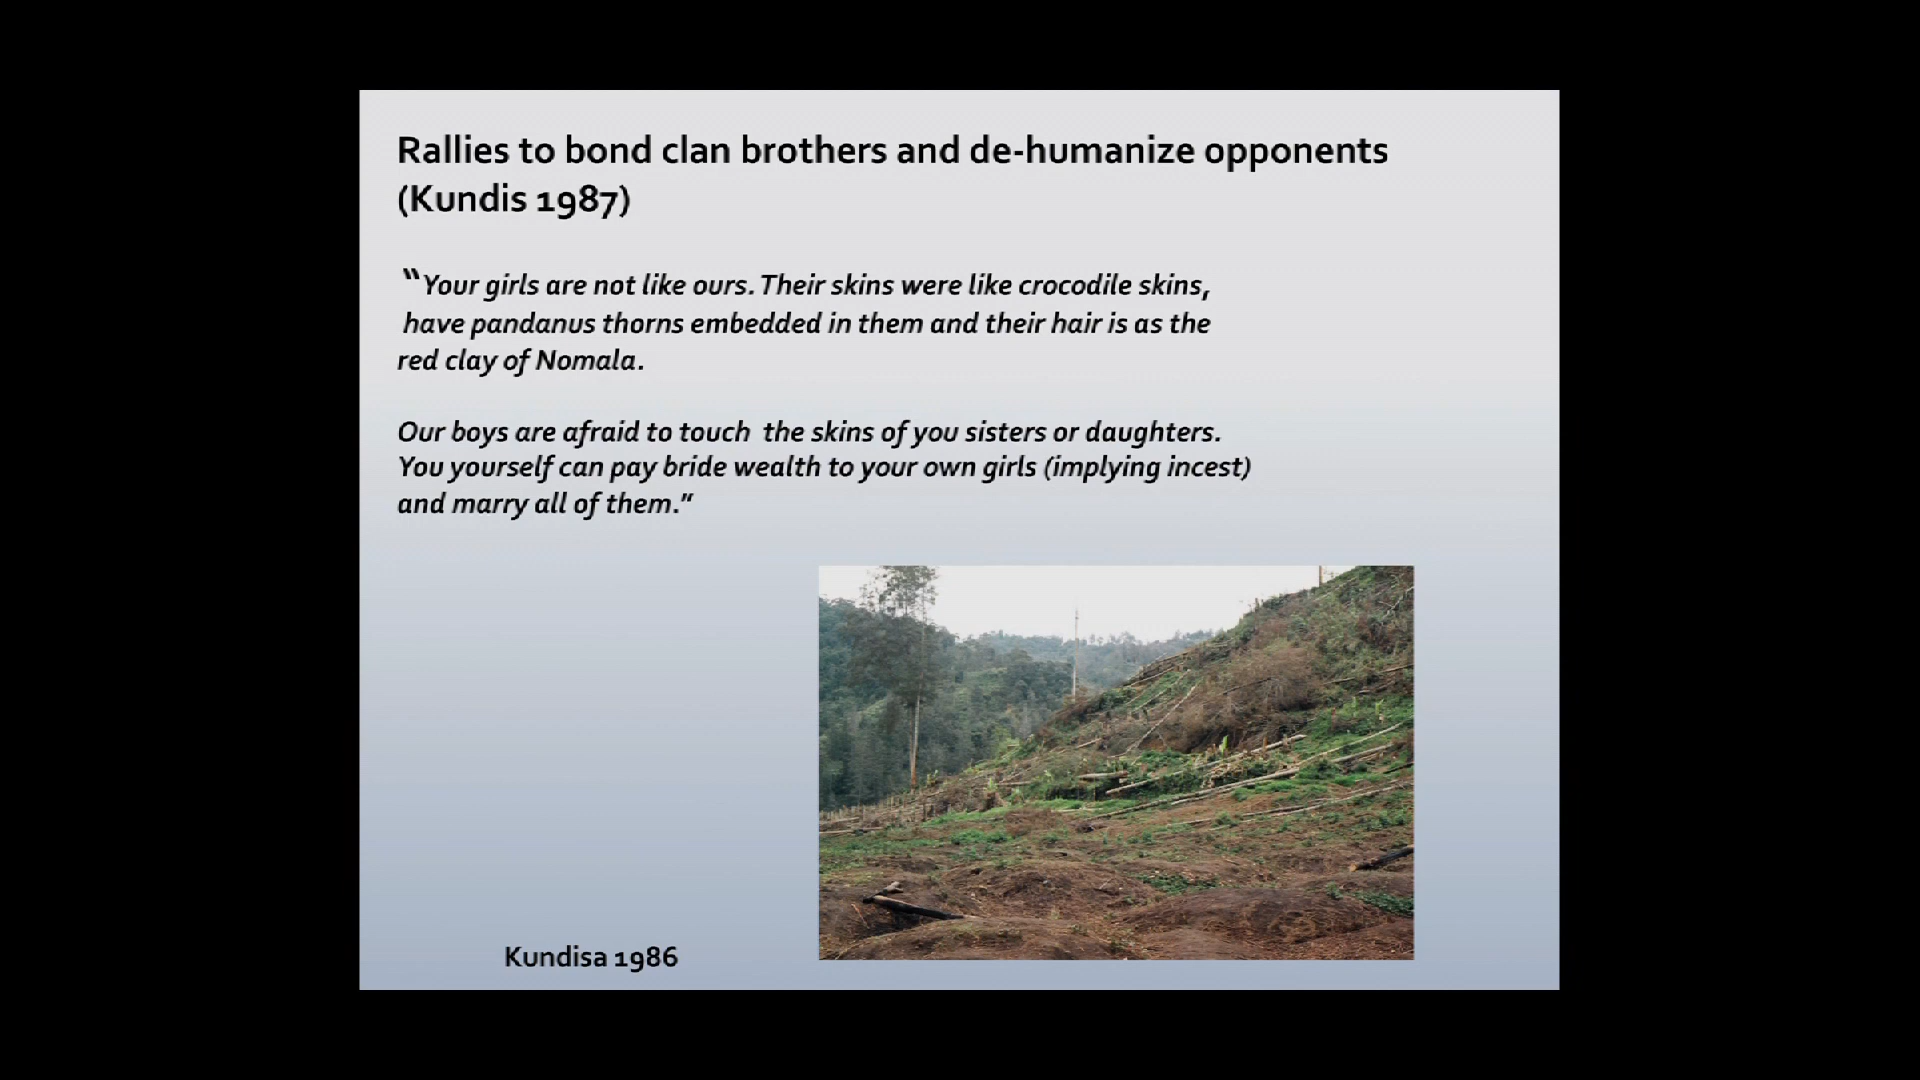 Rallies to bond clan brothers and de-humanize opponents
(Kundis 1987)
“Your girls are not like ours. Their skins were like crocodile skins,
have pandanus thorns embedded in them and their hair is as the
red clay of Nomala.
Our boys are afraid to touch the skins of you sisters or daughters.
You yourself can pay bride wealth to your own girls (implying incest)
and marry all of them.”
Kundisa 1986